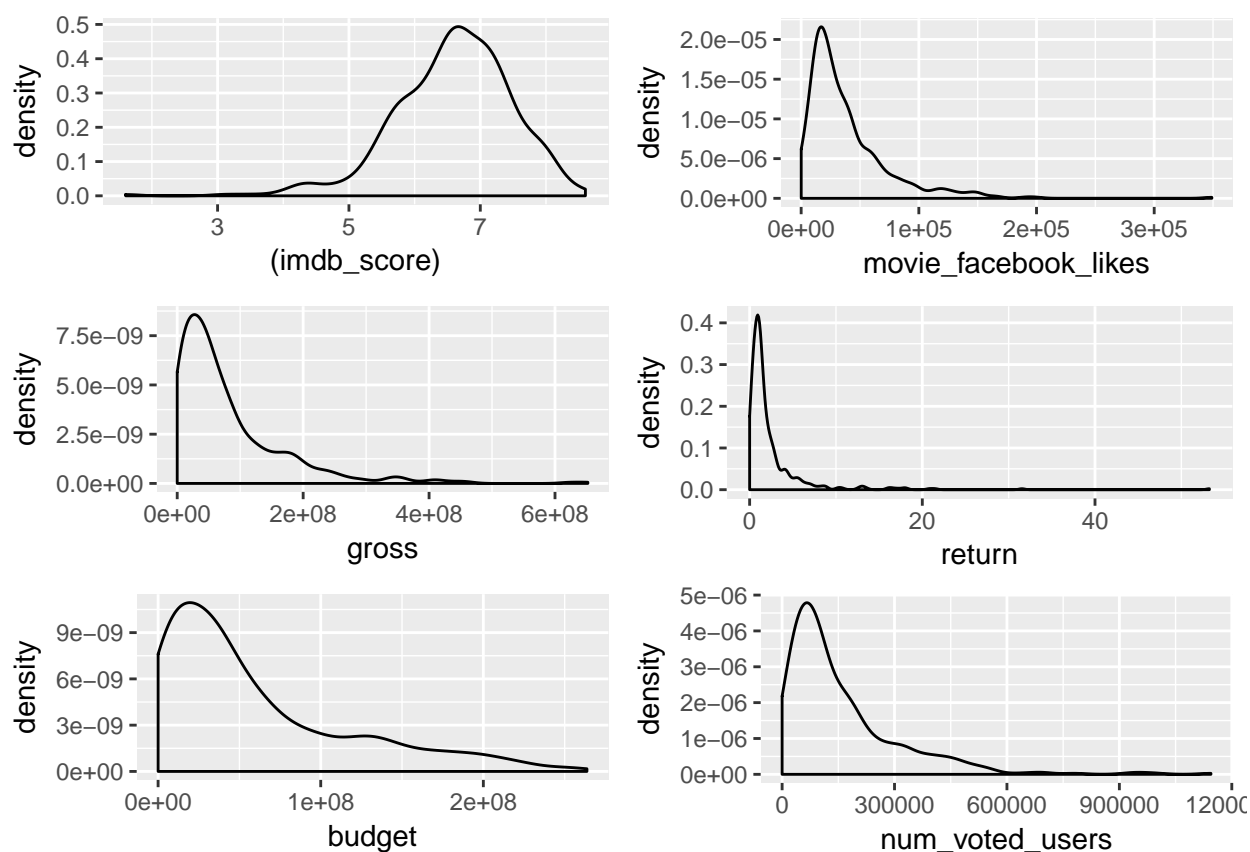 0.5
0.4
0.3
0.2
0.1
0.0
density
3 5 7
(imdb_score)
2.0e−05
1.5e−05
1.0e−05
5.0e−06
0.0e+00
density
0e+00 1e+05 2e+05 3e+05
movie_facebook_likes
7.5e−09
5.0e−09
2.5e−09
0.0e+00
density
0e+00 2e+08 4e+08 6e+08
gross
0.4
0.3
0.2
0.1
0.0
density
0 20 40
return
9e−09
6e−09
3e−09
0e+00
density
0e+00 1e+08 2e+08
budget
5e−06
4e−06
3e−06
2e−06
1e−06
0e+00
density
0 300000 600000 900000
num_voted_users